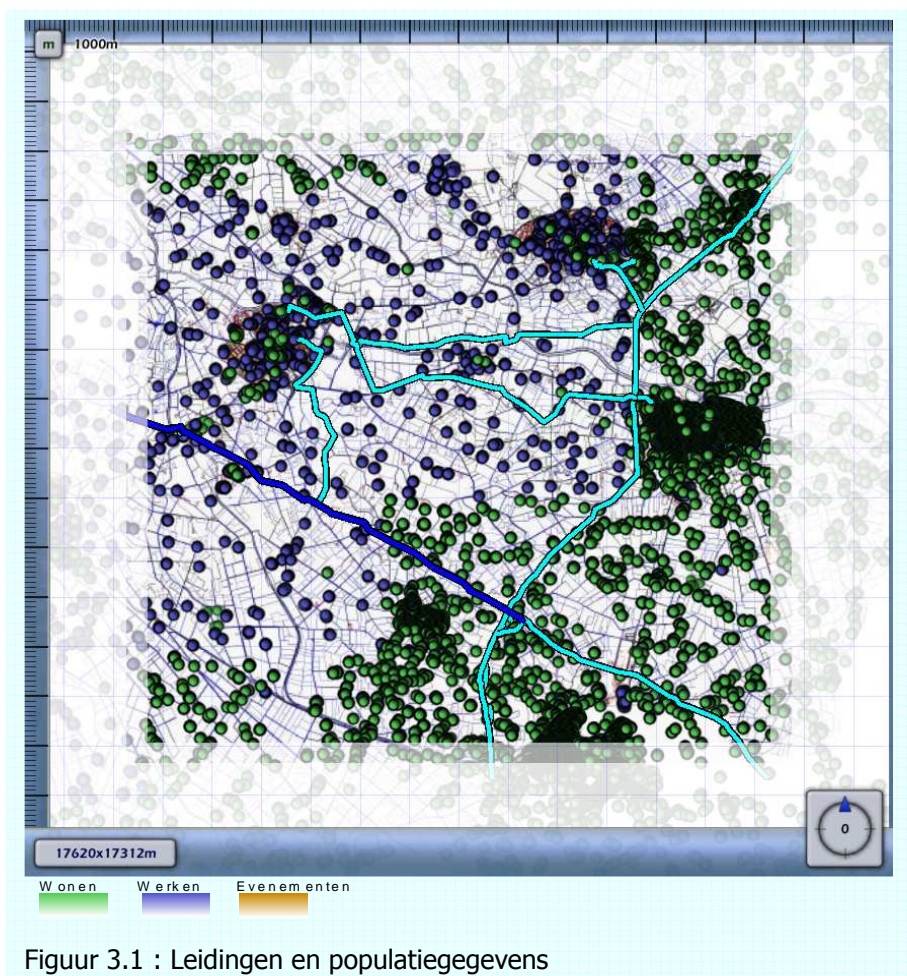 m 1000m
0
17620x17312m
Wonen Werken Evenementen
Figuur 3.1 : Leidingen en populatiegegevens